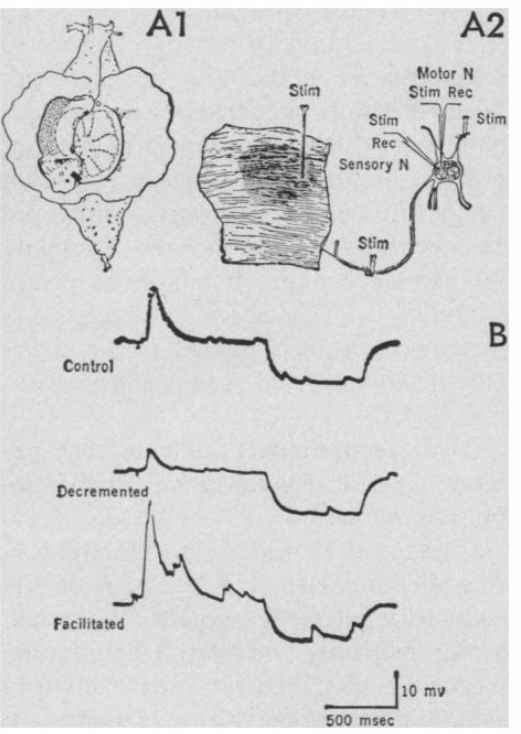 A1
A2
Stim
Motor N
Stim Rec
Stim
Stim
Rec
Sensory N
Stim
B
Control
Decremented
Facilitated
10 mv
500 msec